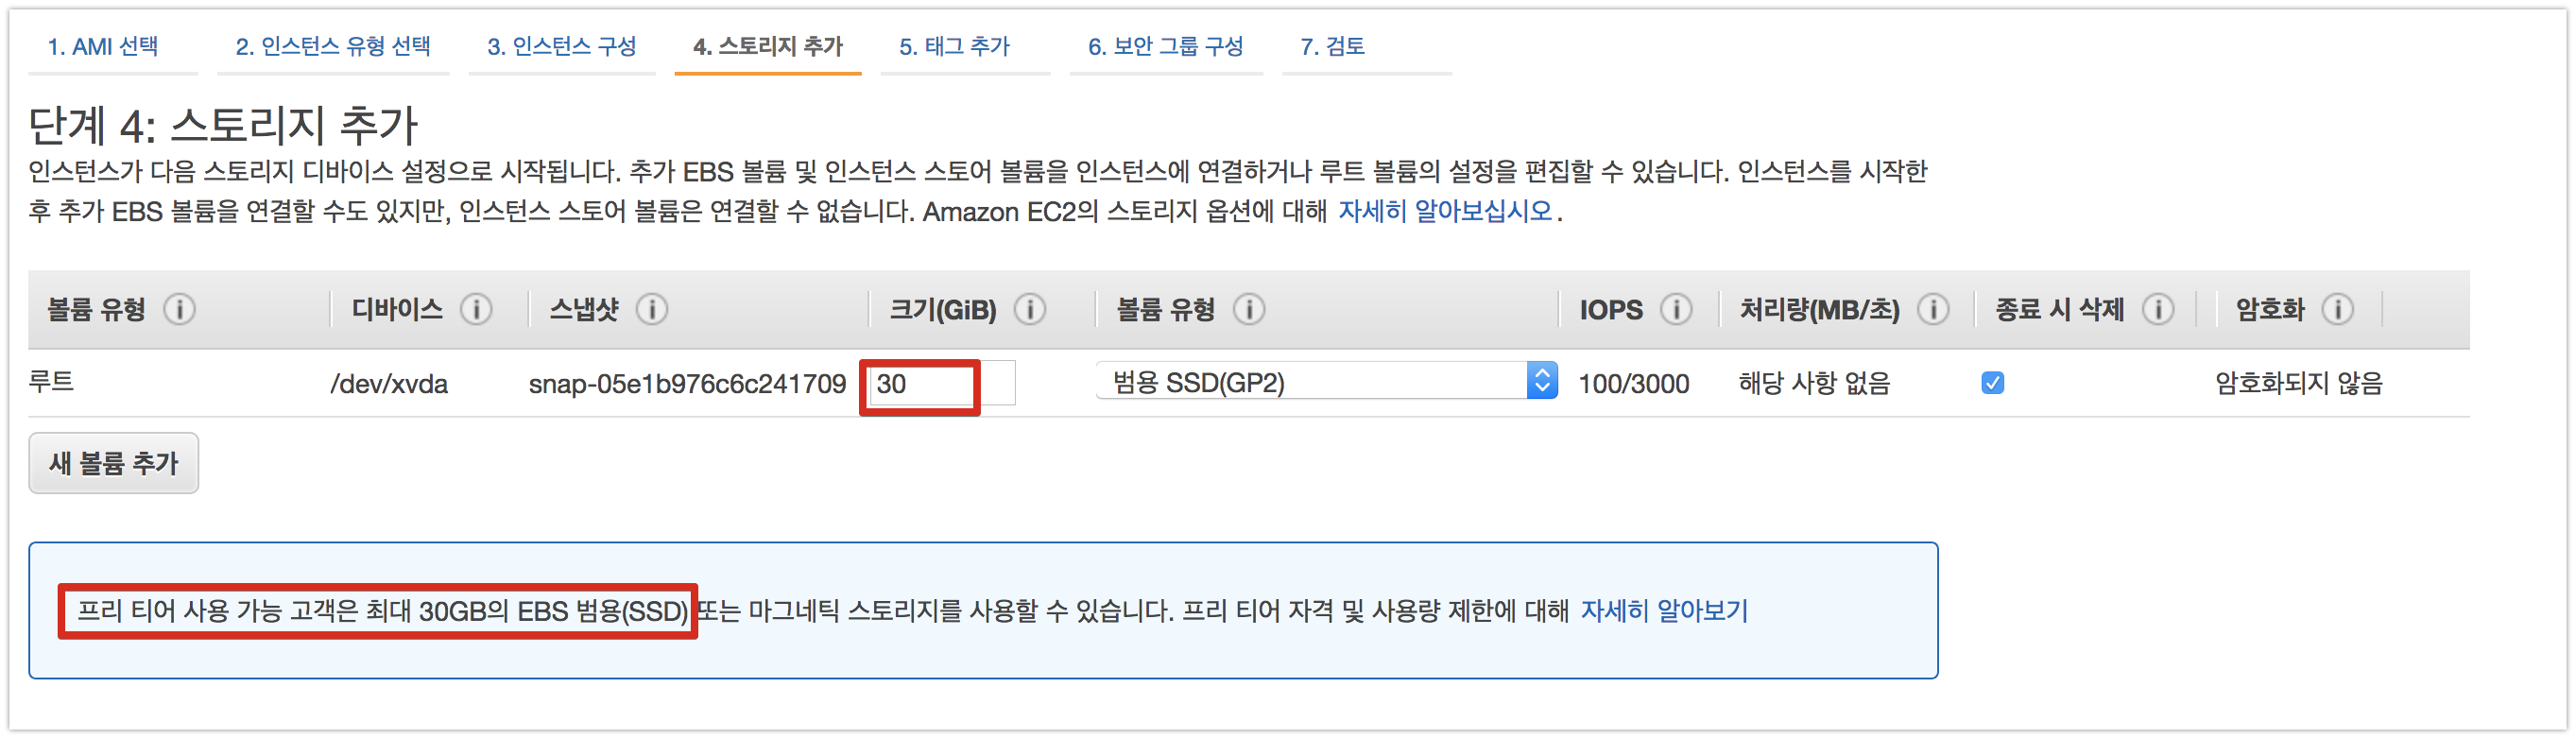 1. AMI 선택 2. 인스턴스 유형 선택 3. 인스턴스 구성 4. 스토리지 추가 5. 태그 추가 6. 보안 그룹 구성 7. 검토
단계 4: 스토리지 추가
인스턴스가 다음 스토리지 디바이스 설정으로 시작됩니다. 추가 EBS 볼륨 및 인스턴스 스토어 볼륨을 인스턴스에 연결하거나 루트 볼륨의 설정을 편집할 수 있습니다. 인스턴스를 시작한
후 추가 EBS 볼륨을 연결할 수도 있지만, 인스턴스 스토어 볼륨은 연결할 수 없습니다. Amazon EC2의 스토리지 옵션에 대해 자세히 알아보십시오.
볼륨 유형 디바이스 스냅샷 크기(GiB) 볼륨 유형 IOPS 처리량(MB/초) 종료 시 삭제 암호화
루트 /dev/xvda snap-05e1b976c6c241709 30 범용 SSD(GP2) 100/3000 해당 사항 없음 암호화되지 않음
새 볼륨 추가
프리 티어 사용 가능 고객은 최대 30GB의 EBS 범용(SSD) 또는 마그네틱 스토리지를 사용할 수 있습니다. 프리 티어 자격 및 사용량 제한에 대해 자세히 알아보기